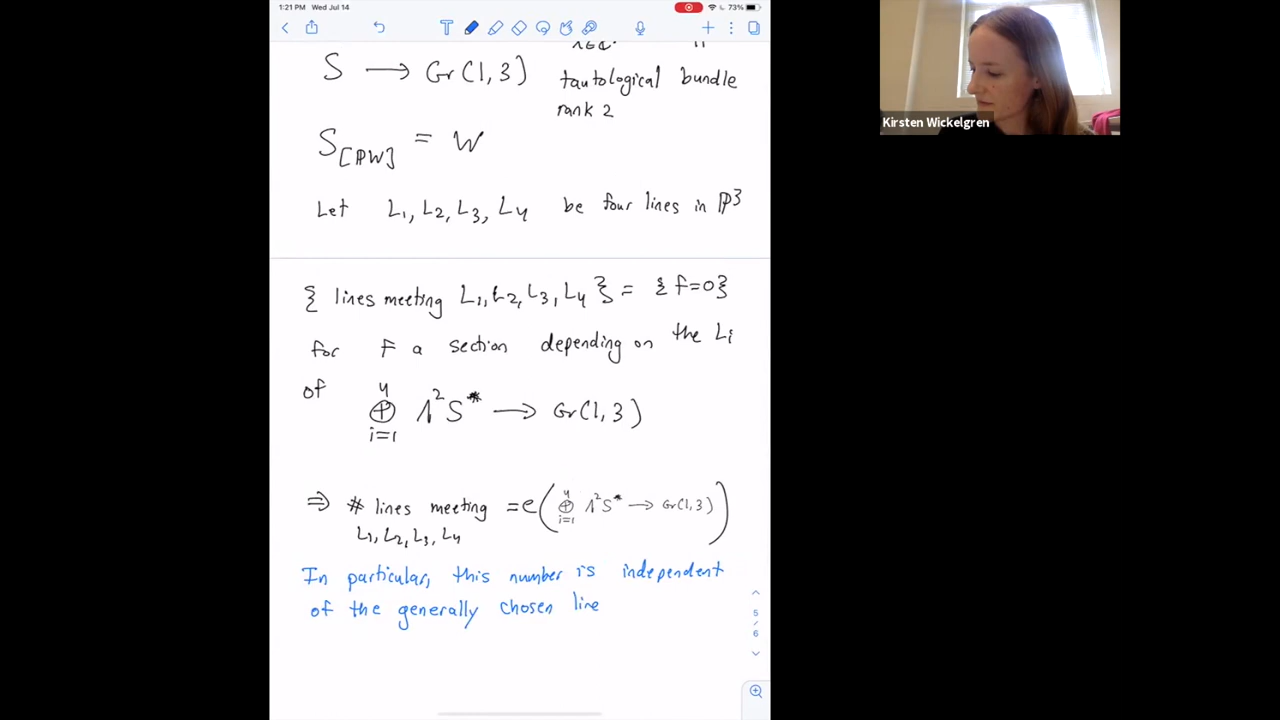 1:21 PM Wed Jul 14
73%
S → Gr(1,3)
tautological bundle
rank 2
S_[PW] = W
Let L₁, L₂, L₃, L₄ be four lines in ℙ³
{ lines meeting L₁, L₂, L₃, L₄ } = { f=0 }
for f a section depending on the Li
of
4
⊕ Λ²S* → Gr(1,3)
i=1
⇒ # lines meeting = e( ⊕ᵢ₌₁⁴ Λ²S* → Gr(1,3) )
L₁, L₂, L₃, L₄
In particular, this number is independent
of the generally chosen line
5
/
6
Kirsten Wickelgren